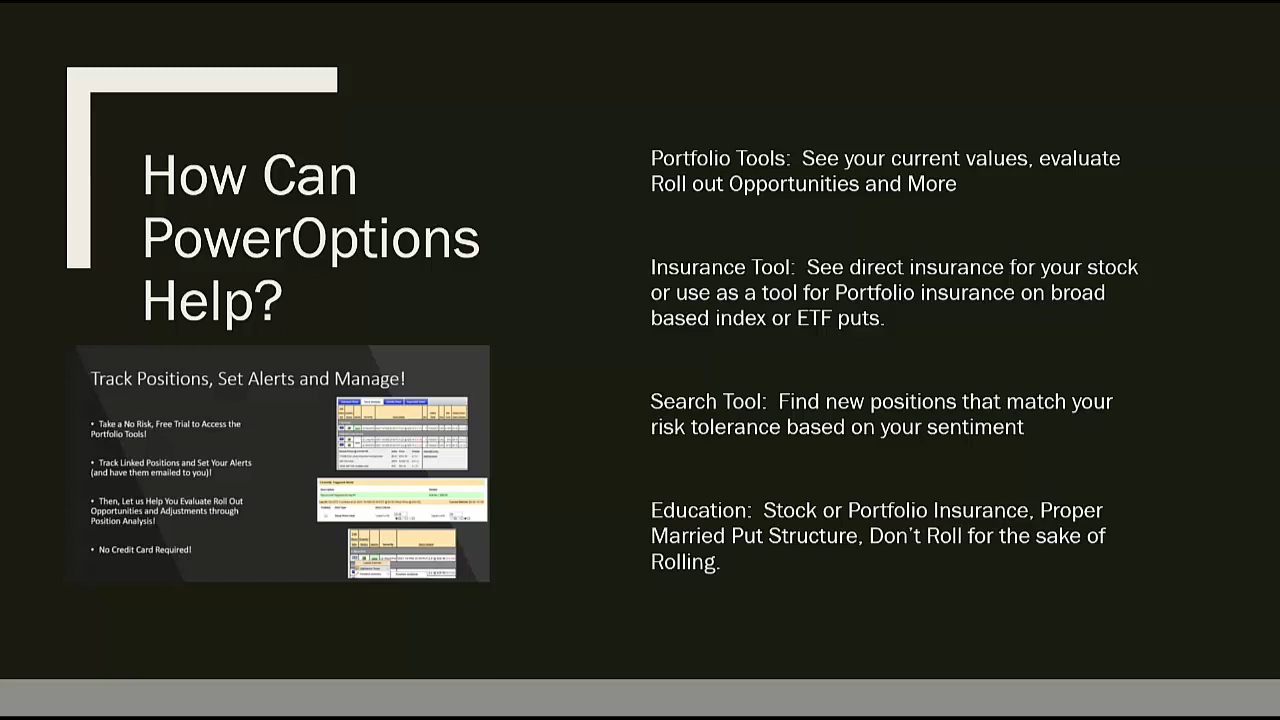 How Can
PowerOptions
Help?
Track Positions, Set Alerts and Manage!
• Take a No Risk, Free Trial to Access the
Portfolio Tools!
• Track Linked Positions and Set Your Alerts
(and have them emailed to you)!
• Then, Let us Help You Evaluate Roll Out
Opportunities and Adjustments through
Position Analysis!
• No Credit Card Required!
Portfolio Tools:  See your current values, evaluate
Roll out Opportunities and More
Insurance Tool:  See direct insurance for your stock
or use as a tool for Portfolio insurance on broad
based index or ETF puts.
Search Tool:  Find new positions that match your
risk tolerance based on your sentiment
Education:  Stock or Portfolio Insurance, Proper
Married Put Structure, Don't Roll for the sake of
Rolling.